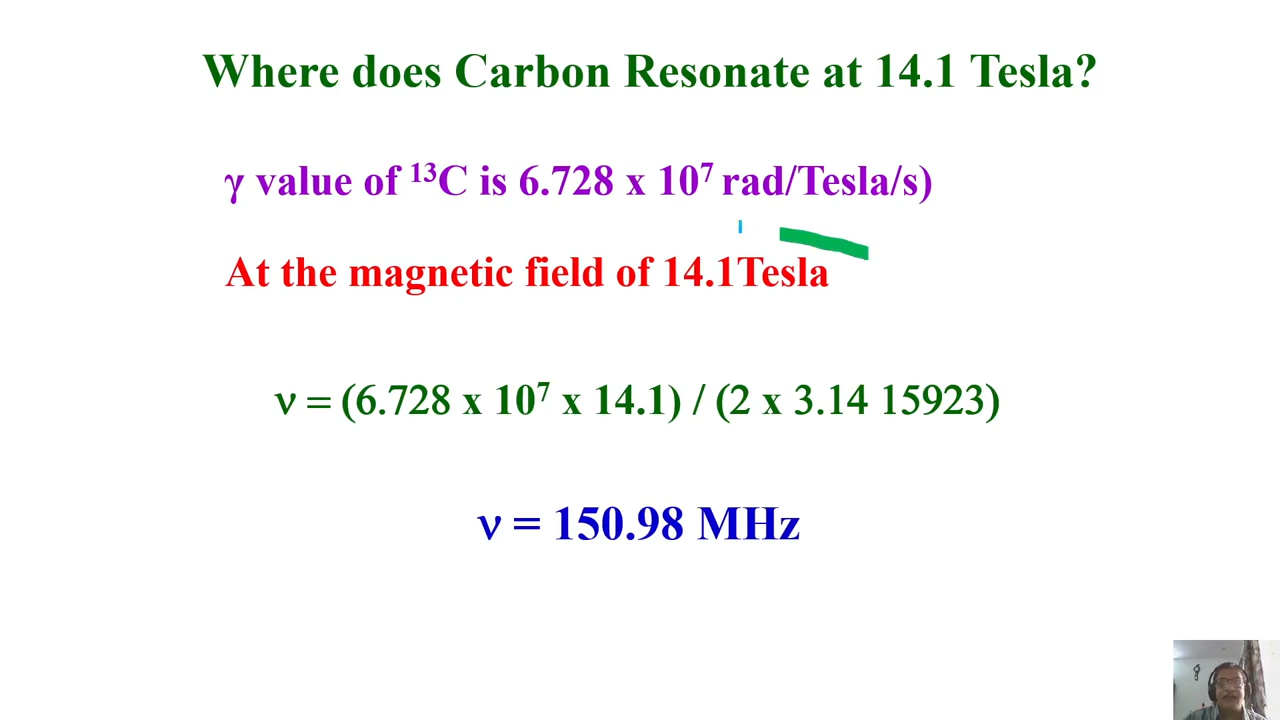 Where does Carbon Resonate at 14.1 Tesla?
γ value of ¹³C is 6.728 x 10⁷ rad/Tesla/s)
At the magnetic field of 14.1Tesla
ν = (6.728 x 10⁷ x 14.1) / (2 x 3.14 15923)
ν = 150.98 MHz